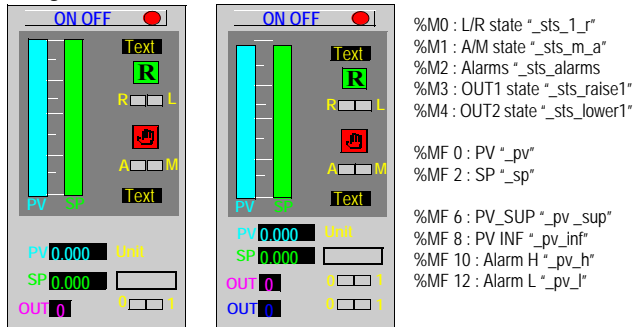 ON OFF
Text
R
R L
A M
Text
PV SP
PV 0.000 Unit
SP 0.000
OUT 0 0 1
ON OFF
Text
R
R L
A M
Text
PV SP
PV 0.000 Unit
SP 0.000
OUT 0 0 1
OUT 0 0 1
%M0 : L/R state "_sts_1_r"
%M1 : A/M state "_sts_m_a"
%M2 : Alarms "_sts_alarms
%M3 : OUT1 state "_sts_raise1"
%M4 : OUT2 state "_sts_lower1"
%MF 0 : PV "_pv"
%MF 2 : SP "_sp"
%MF 6 : PV_SUP "_pv _sup"
%MF 8 : PV INF "_pv_inf"
%MF 10 : Alarm H "_pv_h"
%MF 12 : Alarm L "_pv_l"